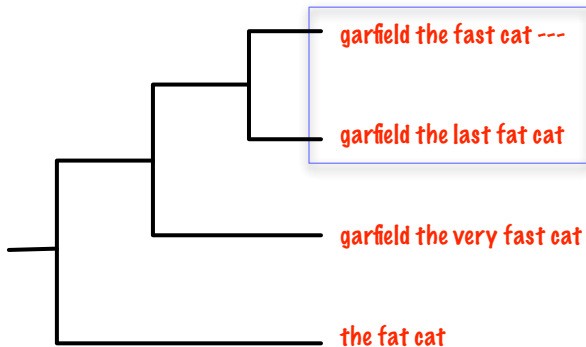 garfield the fast cat ---
garfield the last fat cat
garfield the very fast cat
the fat cat